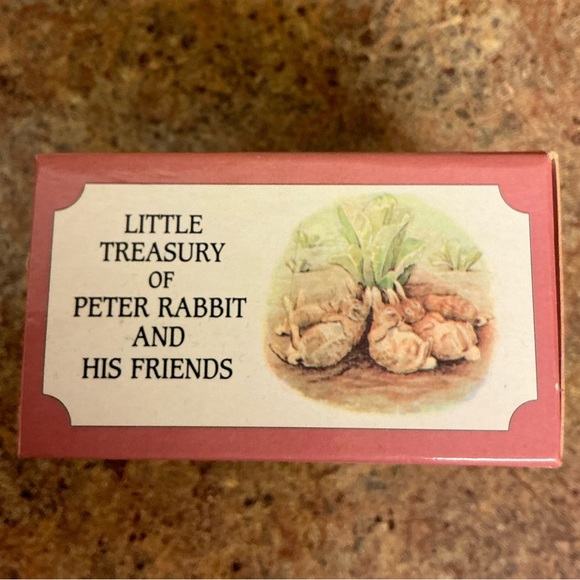 LITTLE
TREASURY
OF
PETER RABBIT
AND
HIS FRIENDS